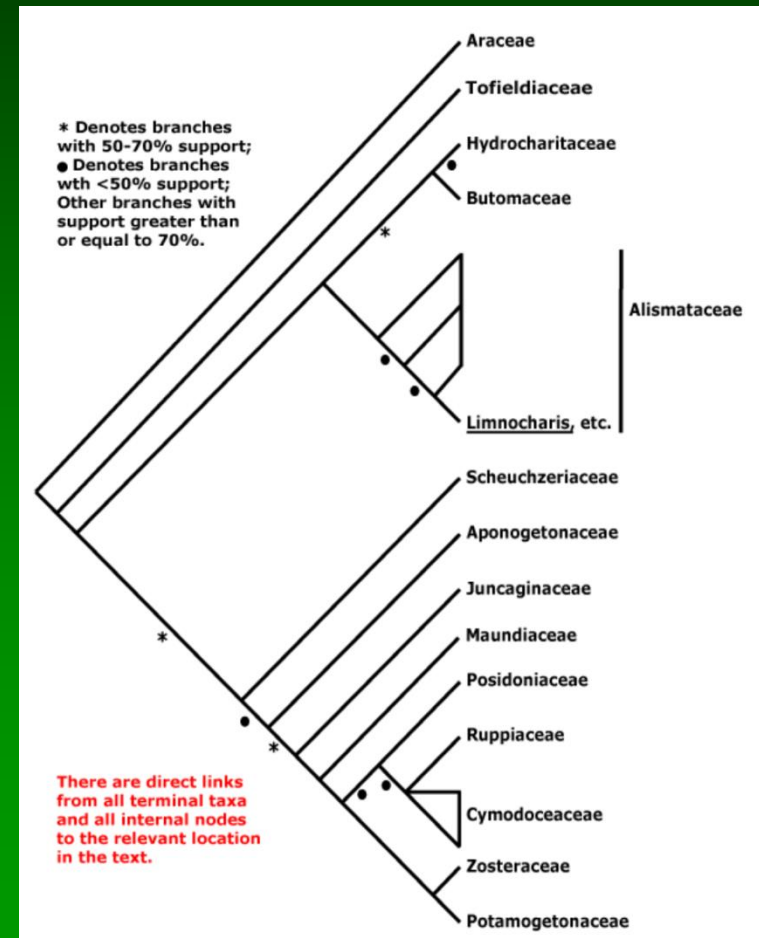 Araceae
Tofieldiaceae
* Denotes branches
with 50-70% support;
● Denotes branches
wth <50% support;
Other branches with
support greater than
or equal to 70%.
Hydrocharitaceae
Butomaceae
*
Alismataceae
Limnocharis, etc.
Scheuchzeriaceae
Aponogetonaceae
Juncaginaceae
Maundiaceae
*
Posidoniaceae
Ruppiaceae
*
There are direct links
from all terminal taxa
and all internal nodes
to the relevant location
in the text.
Cymodoceaceae
Zosteraceae
Potamogetonaceae